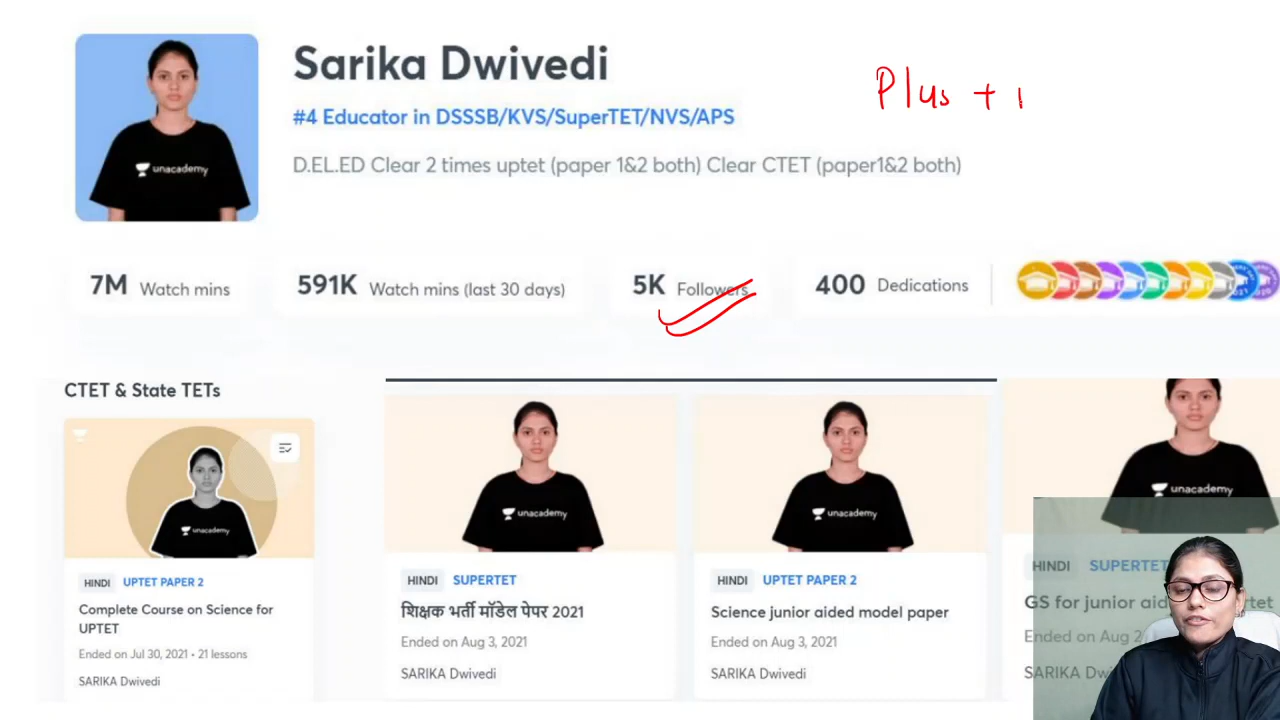 Sarika Dwivedi
#4 Educator in DSSSB/KVS/SuperTET/NVS/APS
Plus +
D.EL.ED Clear 2 times uptet (paper 1&2 both) Clear CTET (paper1&2 both)
unacademy
7M Watch mins
591K Watch mins (last 30 days)
5K Followers
400 Dedications
CTET & State TETs
unacademy
HINDI UPTET PAPER 2
Complete Course on Science for
UPTET
Ended on Jul 30, 2021 • 21 lessons
SARIKA Dwivedi
unacademy
HINDI SUPERTET
शिक्षक भर्ती मॉडेल पेपर 2021
Ended on Aug 3, 2021
SARIKA Dwivedi
unacademy
HINDI UPTET PAPER 2
Science junior aided model paper
Ended on Aug 3, 2021
SARIKA Dwivedi
unacademy
HINDI SUPERTET
GS for junior
Ended on Aug
SARIKA